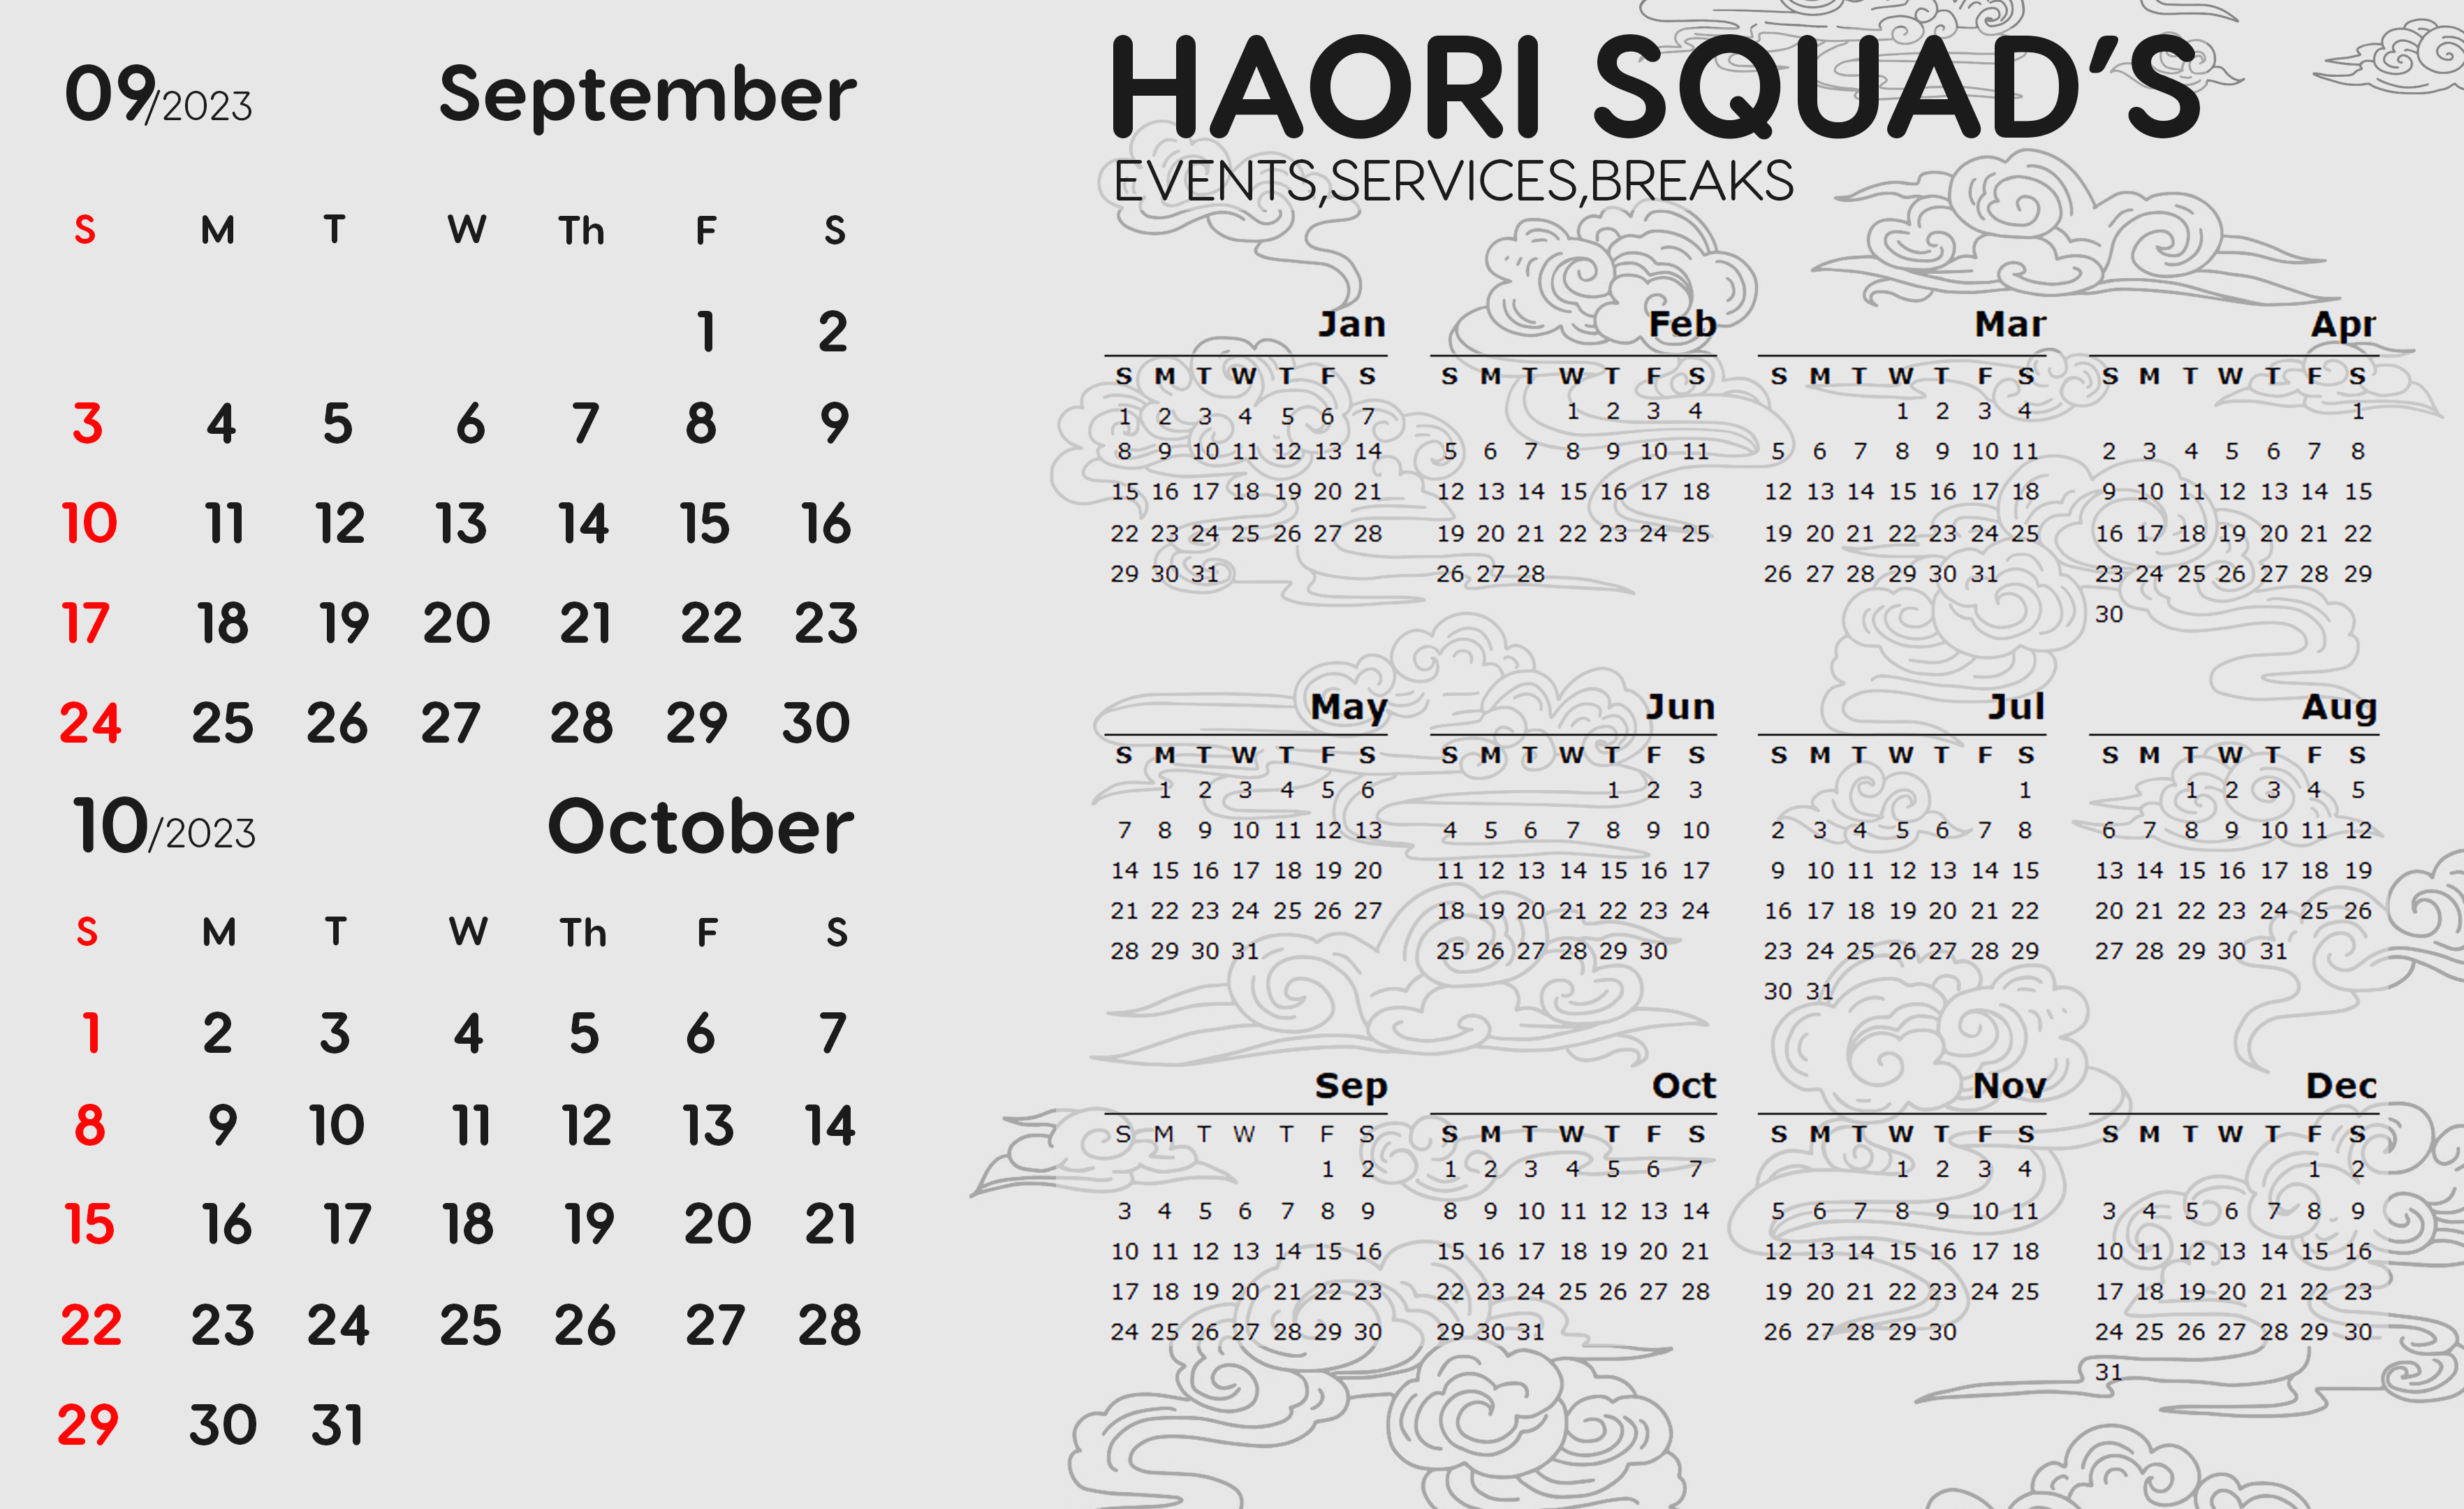 09/2023 September
S M T W Th F S
1 2
3 4 5 6 7 8 9
10 11 12 13 14 15 16
17 18 19 20 21 22 23
24 25 26 27 28 29 30
10/2023 October
S M T W Th F S
1 2 3 4 5 6 7
8 9 10 11 12 13 14
15 16 17 18 19 20 21
22 23 24 25 26 27 28
29 30 31
HAORI SQUAD'S
EVENTS,SERVICES,BREAKS
Jan
S M T W T F S
1 2 3 4 5 6 7
8 9 10 11 12 13 14
15 16 17 18 19 20 21
22 23 24 25 26 27 28
29 30 31
Feb
S M T W T F S
1 2 3 4
5 6 7 8 9 10 11
12 13 14 15 16 17 18
19 20 21 22 23 24 25
26 27 28
Mar
S M T W T F S
1 2 3 4
5 6 7 8 9 10 11
12 13 14 15 16 17 18
19 20 21 22 23 24 25
26 27 28 29 30 31
Apr
S M T W T F S
1
2 3 4 5 6 7 8
9 10 11 12 13 14 15
16 17 18 19 20 21 22
23 24 25 26 27 28 29
30
May
S M T W T F S
1 2 3 4 5 6
7 8 9 10 11 12 13
14 15 16 17 18 19 20
21 22 23 24 25 26 27
28 29 30 31
Jun
S M T W T F S
1 2 3
4 5 6 7 8 9 10
11 12 13 14 15 16 17
18 19 20 21 22 23 24
25 26 27 28 29 30
Jul
S M T W T F S
1
2 3 4 5 6 7 8
9 10 11 12 13 14 15
16 17 18 19 20 21 22
23 24 25 26 27 28 29
30 31
Aug
S M T W T F S
1 2 3 4 5
6 7 8 9 10 11 12
13 14 15 16 17 18 19
20 21 22 23 24 25 26
27 28 29 30 31
Sep
S M T W T F S
1 2
3 4 5 6 7 8 9
10 11 12 13 14 15 16
17 18 19 20 21 22 23
24 25 26 27 28 29 30
Oct
S M T W T F S
1 2 3 4 5 6 7
8 9 10 11 12 13 14
15 16 17 18 19 20 21
22 23 24 25 26 27 28
29 30 31
Nov
S M T W T F S
1 2 3 4
5 6 7 8 9 10 11
12 13 14 15 16 17 18
19 20 21 22 23 24 25
26 27 28 29 30
Dec
S M T W T F S
1 2
3 4 5 6 7 8 9
10 11 12 13 14 15 16
17 18 19 20 21 22 23
24 25 26 27 28 29 30
31